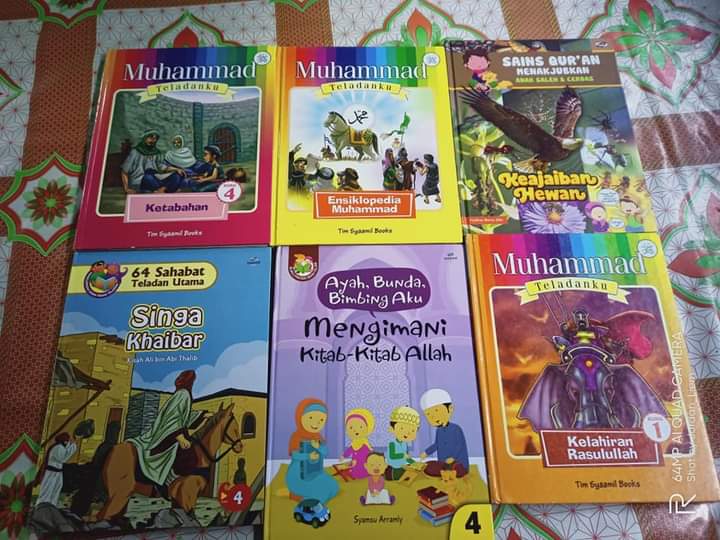 Muhammad
Teladanku
4
Ketabahan
Tim Syaamil Books
Muhammad
Teladanku
محمد
Ensiklopedia
Muhammad
Tim Syaamil Books
SAINS QUR'AN
MENAKJUBKAN
ANAK SALEH & CERDAS
Keajaiban
Hewan
64 Sahabat
Teladan Utama
Singa
Khaibar
Kisah Ali bin Abi Thalib
4
Ayah, Bunda,
Bimbing Aku
Mengimani
Kitab-Kitab Allah
Syamsu Arramly
4
Muhammad
Teladanku
1
Kelahiran
Rasulullah
Tim Syaamil Books
64MP AI QUAD CAMERA